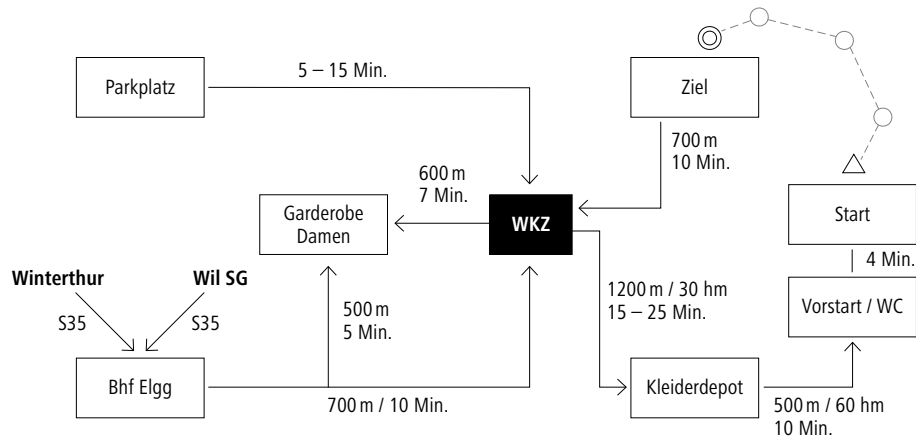 Parkplatz
5 – 15 Min.
Ziel
700 m
10 Min.
600 m
7 Min.
Garderobe
Damen
WKZ
Start
4 Min.
Winterthur
Wil SG
S35
S35
500 m
5 Min.
1200 m / 30 hm
15 – 25 Min.
Vorstart / WC
Bhf Elgg
700 m / 10 Min.
Kleiderdepot
500 m / 60 hm
10 Min.